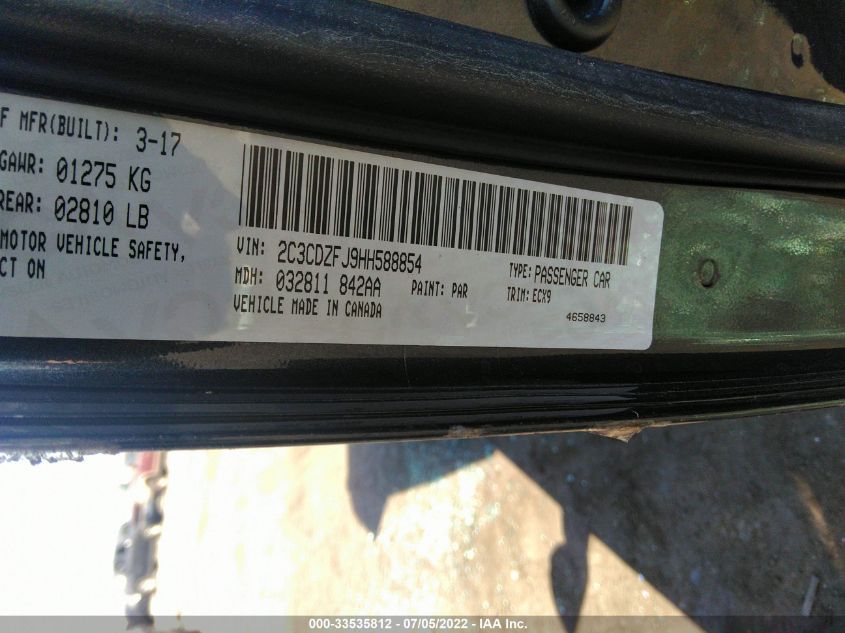 F MFR(BUILT): 3-17
GAWR: 01275 KG
REAR: 02810 LB
MOTOR VEHICLE SAFETY,
CT ON
VIN: 2C3CDZFJ9HH588854
TYPE: PASSENGER CAR
MDH: 032811 842AA
PAINT: PAR
TRIM: ECX9
VEHICLE MADE IN CANADA
4658843
000-33535812 - 07/05/2022 - IAA Inc.